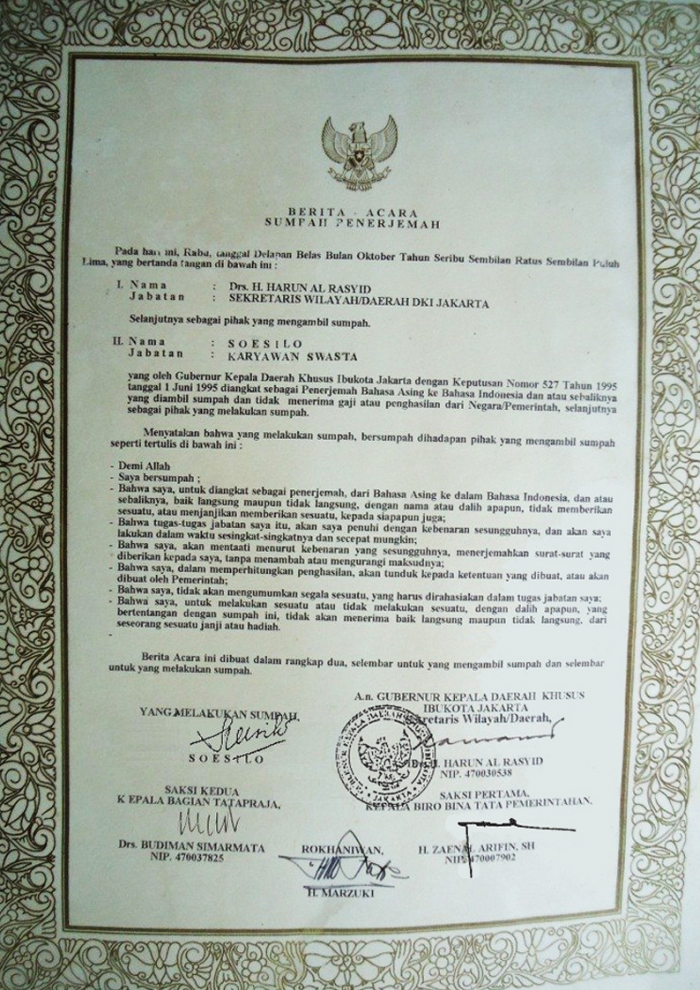 BERITA - ACARA
SUMPAH PENERJEMAH
Pada hari ini, Rabu, tanggal Delapan Belas Bulan Oktober Tahun Seribu Sembilan Ratus Sembilan Puluh
Lima, yang bertanda tangan di bawah ini :
I. Nama : Drs. H. HARUN AL RASYID
Jabatan : SEKRETARIS WILAYAH/DAERAH DKI JAKARTA
Selanjutnya sebagai pihak yang mengambil sumpah.
II. Nama : SOESILO
Jabatan : KARYAWAN SWASTA
yang oleh Gubernur Kepala Daerah Khusus Ibukota Jakarta dengan Keputusan Nomor 527 Tahun 1995
tanggal 1 Juni 1995 diangkat sebagai Penerjemah Bahasa Asing ke Bahasa Indonesia dan atau sebaliknya
yang diambil sumpah dan tidak menerima gaji atau penghasilan dari Negara/Pemerintah, selanjutnya
sebagai pihak yang melakukan sumpah.
Menyatakan bahwa yang melakukan sumpah, bersumpah dihadapan pihak yang mengambil sumpah
seperti tertulis di bawah ini :
- Demi Allah
- Saya bersumpah ;
- Bahwa saya, untuk diangkat sebagai penerjemah, dari Bahasa Asing ke dalam Bahasa Indonesia, dan atau
sebaliknya, baik langsung maupun tidak langsung, dengan nama atau dalih apapun, tidak memberikan
sesuatu, atau menjanjikan memberikan sesuatu, kepada siapapun juga;
- Bahwa tugas-tugas jabatan saya itu, akan saya penuhi dengan kebenaran sesungguhnya, dan akan saya
lakukan dalam waktu sesingkat-singkatnya dan secepat mungkin;
- Bahwa saya, akan mentaati menurut kebenaran yang sesungguhnya, menerjemahkan surat-surat yang
diberikan kepada saya, tanpa menambah atau mengurangi maksudnya;
- Bahwa saya, dalam memperhitungkan penghasilan, akan tunduk kepada ketentuan yang dibuat, atau akan
dibuat oleh Pemerintah;
- Bahwa saya, tidak akan mengumumkan segala sesuatu, yang harus dirahasiakan dalam tugas jabatan saya;
- Bahwa saya, untuk melakukan sesuatu atau tidak melakukan sesuatu, dengan dalih apapun, yang
bertentangan dengan sumpah ini, tidak akan menerima baik langsung maupun tidak langsung, dari
seseorang sesuatu janji atau hadiah.
-
Berita Acara ini dibuat dalam rangkap dua, selembar untuk yang mengambil sumpah dan selembar
untuk yang melakukan sumpah.
A.n. GUBERNUR KEPALA DAERAH KHUSUS
IBUKOTA JAKARTA
Sekretaris Wilayah/Daerah,
YANG MELAKUKAN SUMPAH,
SOESILO
Drs. H. HARUN AL RASYID
NIP. 470030538
SAKSI KEDUA
KEPALA BAGIAN TATAPRAJA,
SAKSI PERTAMA,
KEPALA BIRO BINA TATA PEMERINTAHAN,
Drs. BUDIMAN SIMARMATA
NIP. 470037825
ROKHANIWAN,
H. ZAENAL ARIFIN, SH
NIP. 470007902
H. MARZUKI